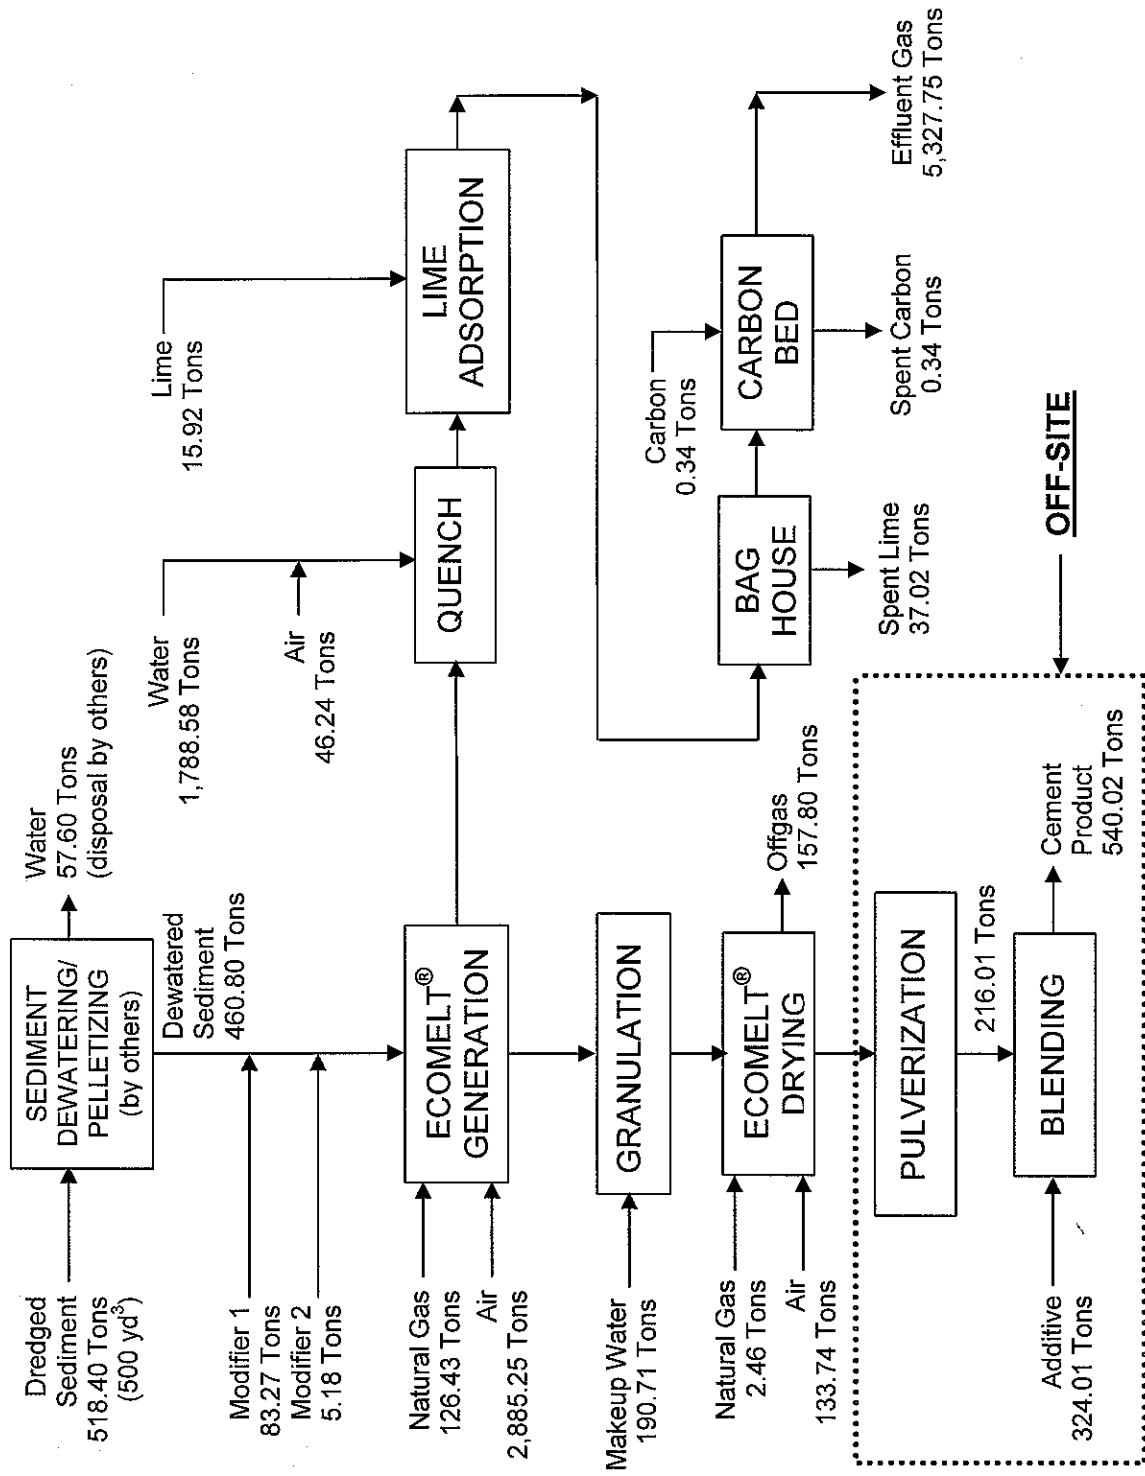 Dredged
Sediment
518.40 Tons
(500 yd³)
SEDIMENT
DEWATERING/
PELLETIZING
(by others)
Water
57.60 Tons
(disposal by others)
Dewatered
Sediment
460.80 Tons
Modifier 1
83.27 Tons
Modifier 2
5.18 Tons
Water
1,788.58 Tons
Air
46.24 Tons
Lime
15.92 Tons
Natural Gas
126.43 Tons
Air
2,885.25 Tons
ECOMELT®
GENERATION
QUENCH
LIME
ADSORPTION
Makeup Water
190.71 Tons
GRANULATION
Natural Gas
2.46 Tons
Air
133.74 Tons
ECOMELT®
DRYING
Offgas
157.80 Tons
BAG
HOUSE
Spent Lime
37.02 Tons
Carbon
0.34 Tons
CARBON
BED
Spent Carbon
0.34 Tons
Effluent Gas
5,327.75 Tons
OFF-SITE
PULVERIZATION
216.01 Tons
Additive
324.01 Tons
BLENDING
Cement
Product
540.02 Tons